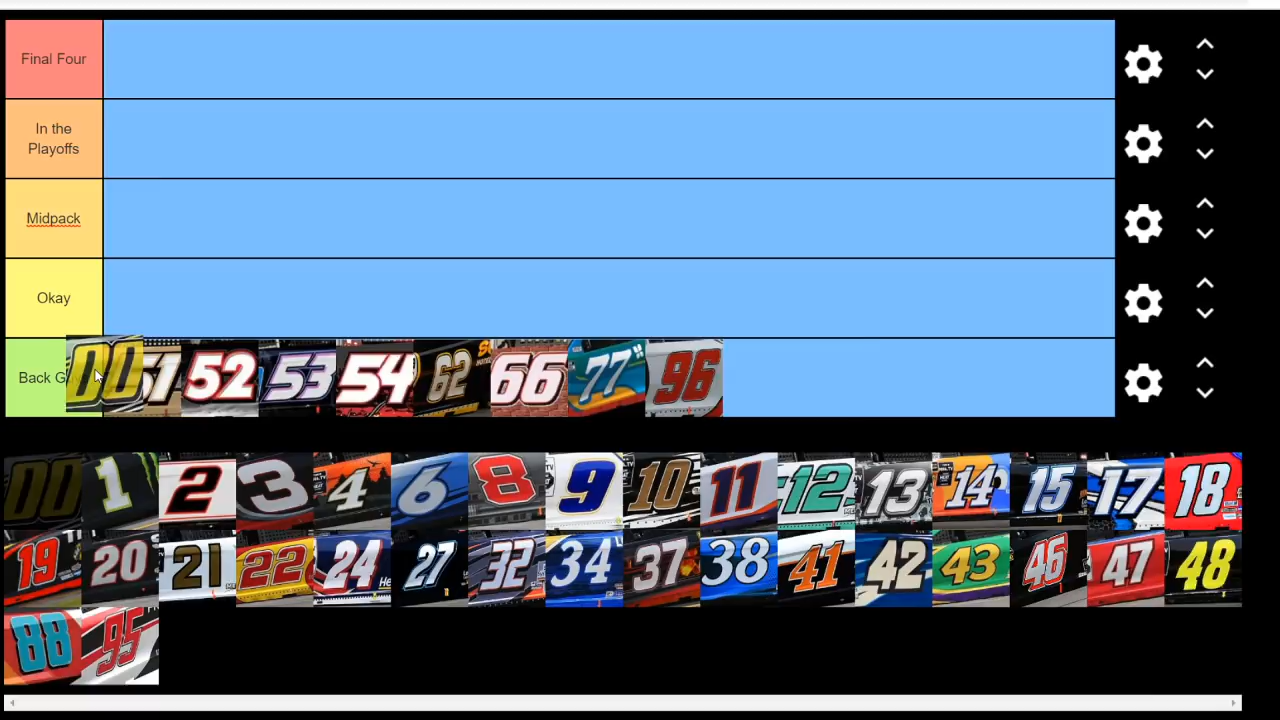 Final Four
In the
Playoffs
Midpack
Okay
Back G
00 51 52 53 54 62 66 77 96
00 1 2 3 4 6 8 9 10 11 12 13 14 15 17 18
19 20 21 22 24 27 32 34 37 38 41 42 43 46 47 48
88 95